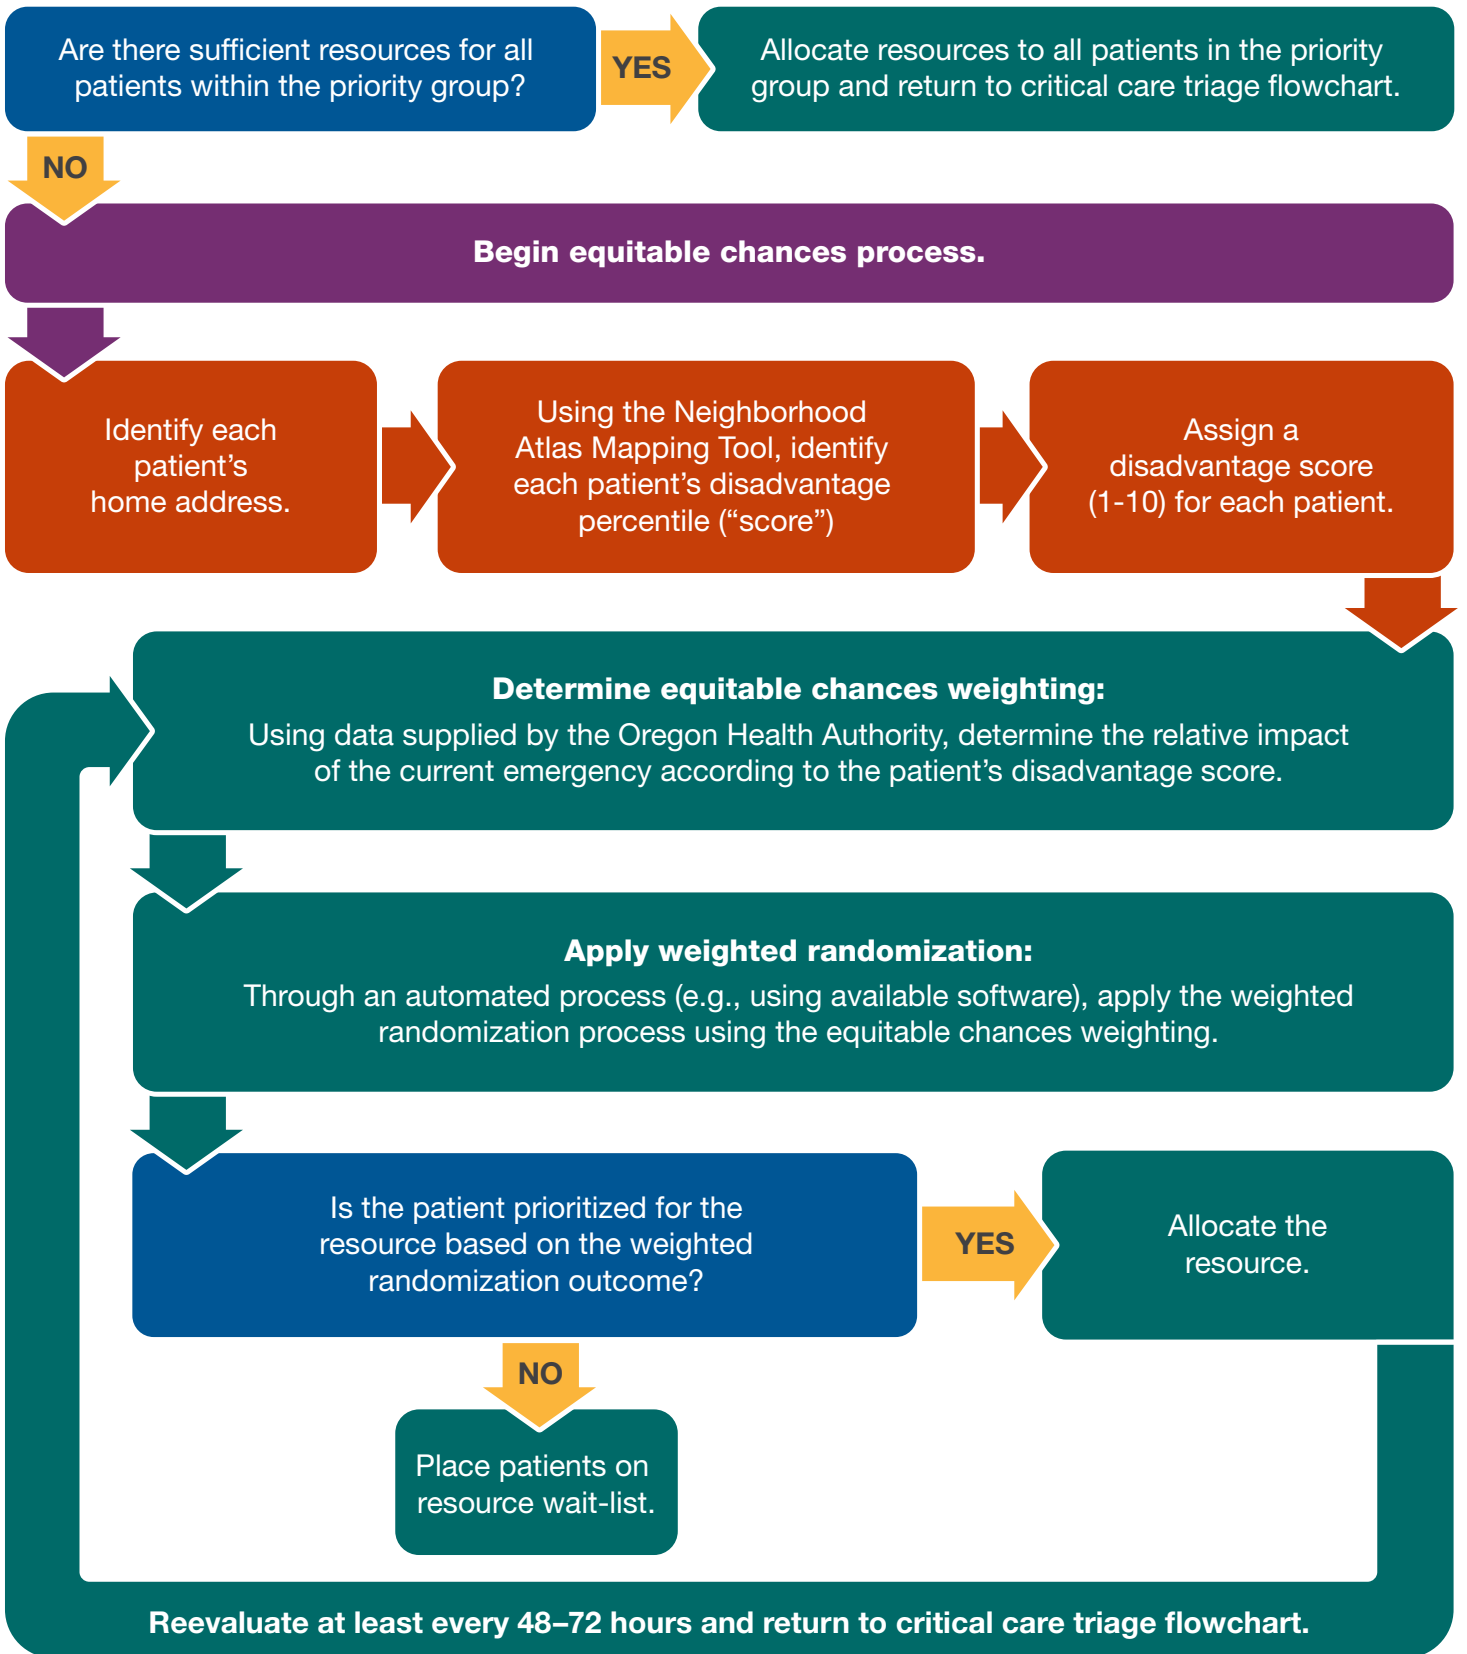 Are there sufficient resources for all
patients within the priority group?
YES
Allocate resources to all patients in the priority
group and return to critical care triage flowchart.
NO
Begin equitable chances process.
Identify each
patient's
home address.
Using the Neighborhood
Atlas Mapping Tool, identify
each patient's disadvantage
percentile (“score”)
Assign a
disadvantage score
(1-10) for each patient.
Determine equitable chances weighting:
Using data supplied by the Oregon Health Authority, determine the relative impact
of the current emergency according to the patient's disadvantage score.
Apply weighted randomization:
Through an automated process (e.g., using available software), apply the weighted
randomization process using the equitable chances weighting.
Is the patient prioritized for the
resource based on the weighted
randomization outcome?
YES
Allocate the
resource.
NO
Place patients on
resource wait-list.
Reevaluate at least every 48–72 hours and return to critical care triage flowchart.